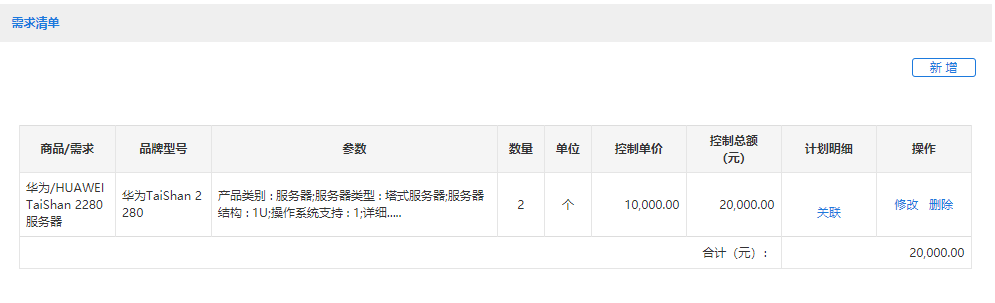 需求清单
新 增
商品/需求 品牌型号 参数 数量 单位 控制单价 控制总额
(元) 计划明细 操作
华为/HUAWEI
TaiShan 2280
服务器
华为TaiShan 2
280
产品类别：服务器;服务器类型：塔式服务器;服务器
结构：1U;操作系统支持：1;详细.....
2 个 10,000.00 20,000.00 关联 修改 删除
合计（元）： 20,000.00